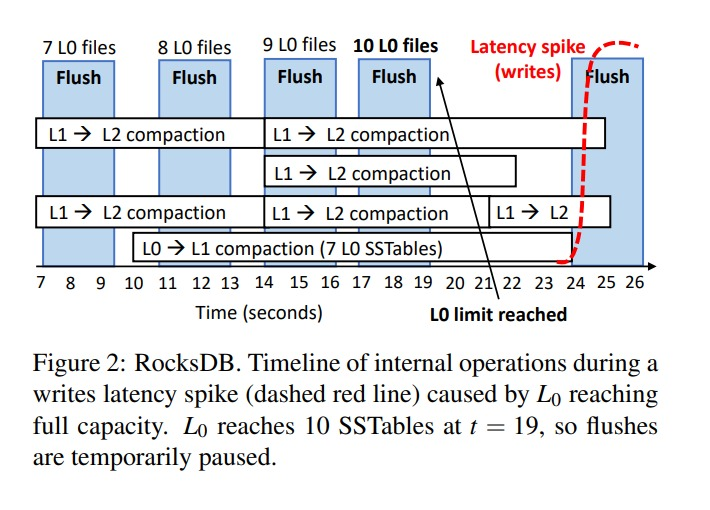 7 L0 files 8 L0 files 9 L0 files 10 L0 files Latency spike
(writes)
Flush Flush Flush Flush Flush
L1 → L2 compaction L1 → L2 compaction
L1 → L2 compaction
L1 → L2 compaction L1 → L2 compaction L1 → L2
L0 → L1 compaction (7 L0 SSTables)
7 8 9 10 11 12 13 14 15 16 17 18 19 20 21 22 23 24 25 26
Time (seconds) L0 limit reached
Figure 2: RocksDB. Timeline of internal operations during a
writes latency spike (dashed red line) caused by L0 reaching
full capacity. L0 reaches 10 SSTables at t = 19, so flushes
are temporarily paused.